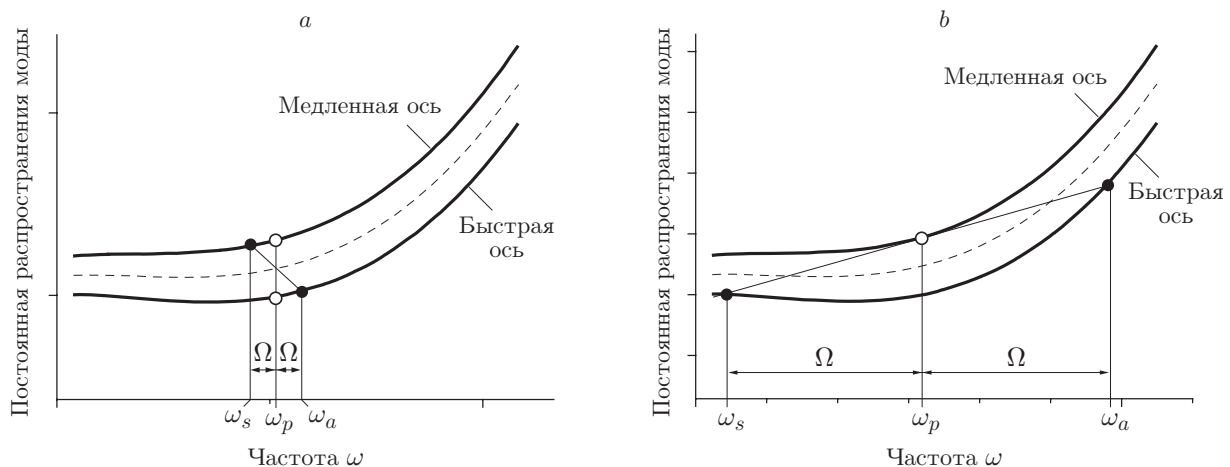 a
Постоянная распространения моды
Медленная ось
Быстрая
ось
Ω Ω
ω_s ω_p ω_a
Частота ω
b
Постоянная распространения моды
Медленная ось
Быстрая
ось
Ω Ω
ω_s ω_p ω_a
Частота ω